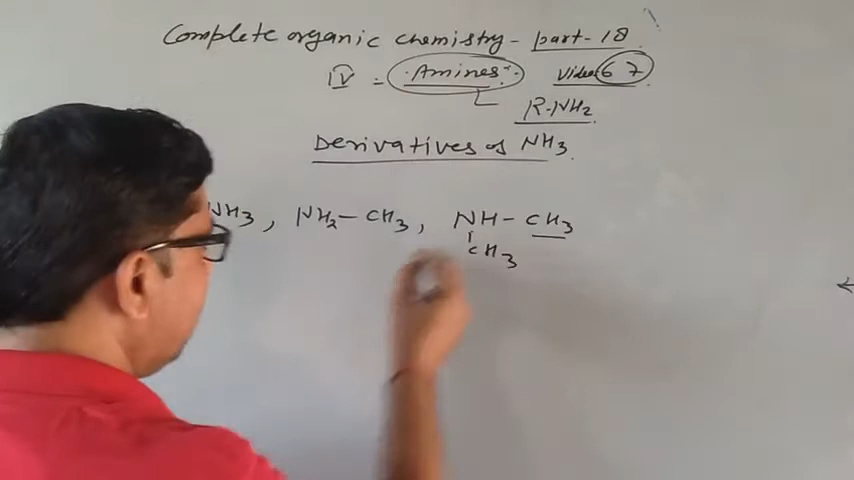 Complete organic chemistry - part - 18
IV = Amines video 67
R-NH2
Derivatives of NH3.
NH3, NH2-CH3, NH-CH3
CH3